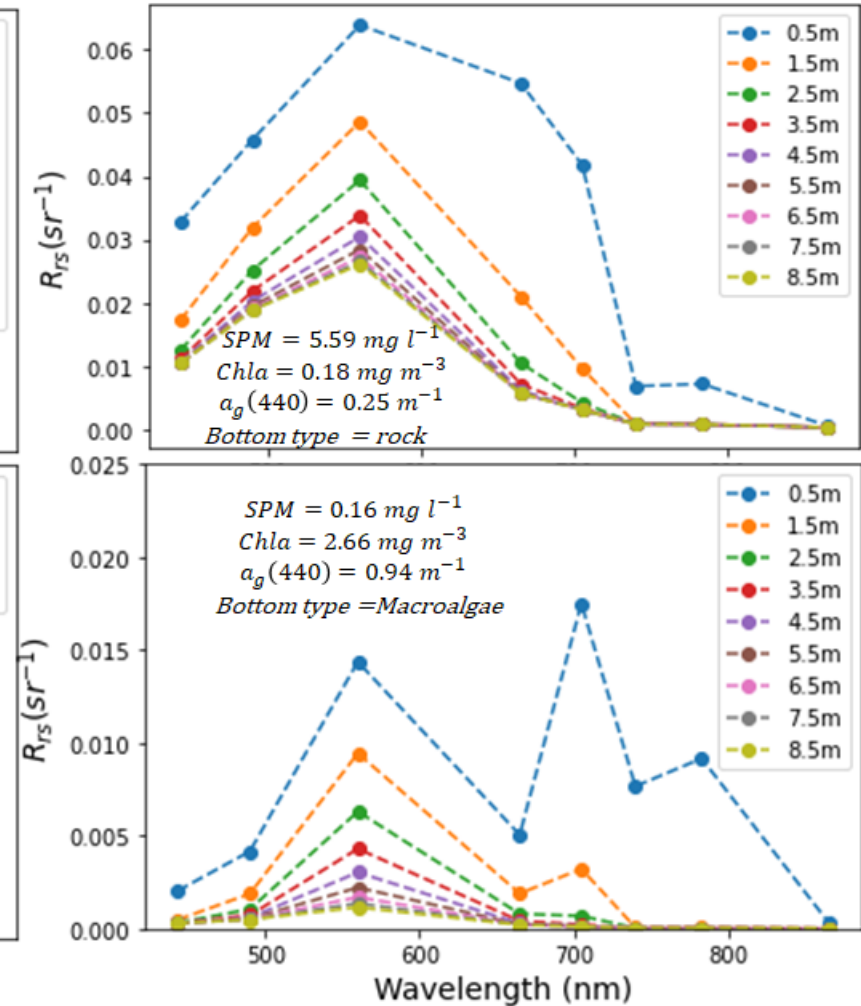 0.06
0.05
0.04
0.03
0.02
0.01
0.00
R_rs(sr⁻¹)
0.5m
1.5m
2.5m
3.5m
4.5m
5.5m
6.5m
7.5m
8.5m
SPM = 5.59 mg l⁻¹
Chla = 0.18 mg m⁻³
a_g(440) = 0.25 m⁻¹
Bottom type = rock
0.025
0.020
0.015
0.010
0.005
0.000
R_rs(sr⁻¹)
SPM = 0.16 mg l⁻¹
Chla = 2.66 mg m⁻³
a_g(440) = 0.94 m⁻¹
Bottom type =Macroalgae
0.5m
1.5m
2.5m
3.5m
4.5m
5.5m
6.5m
7.5m
8.5m
500 600 700 800
Wavelength (nm)